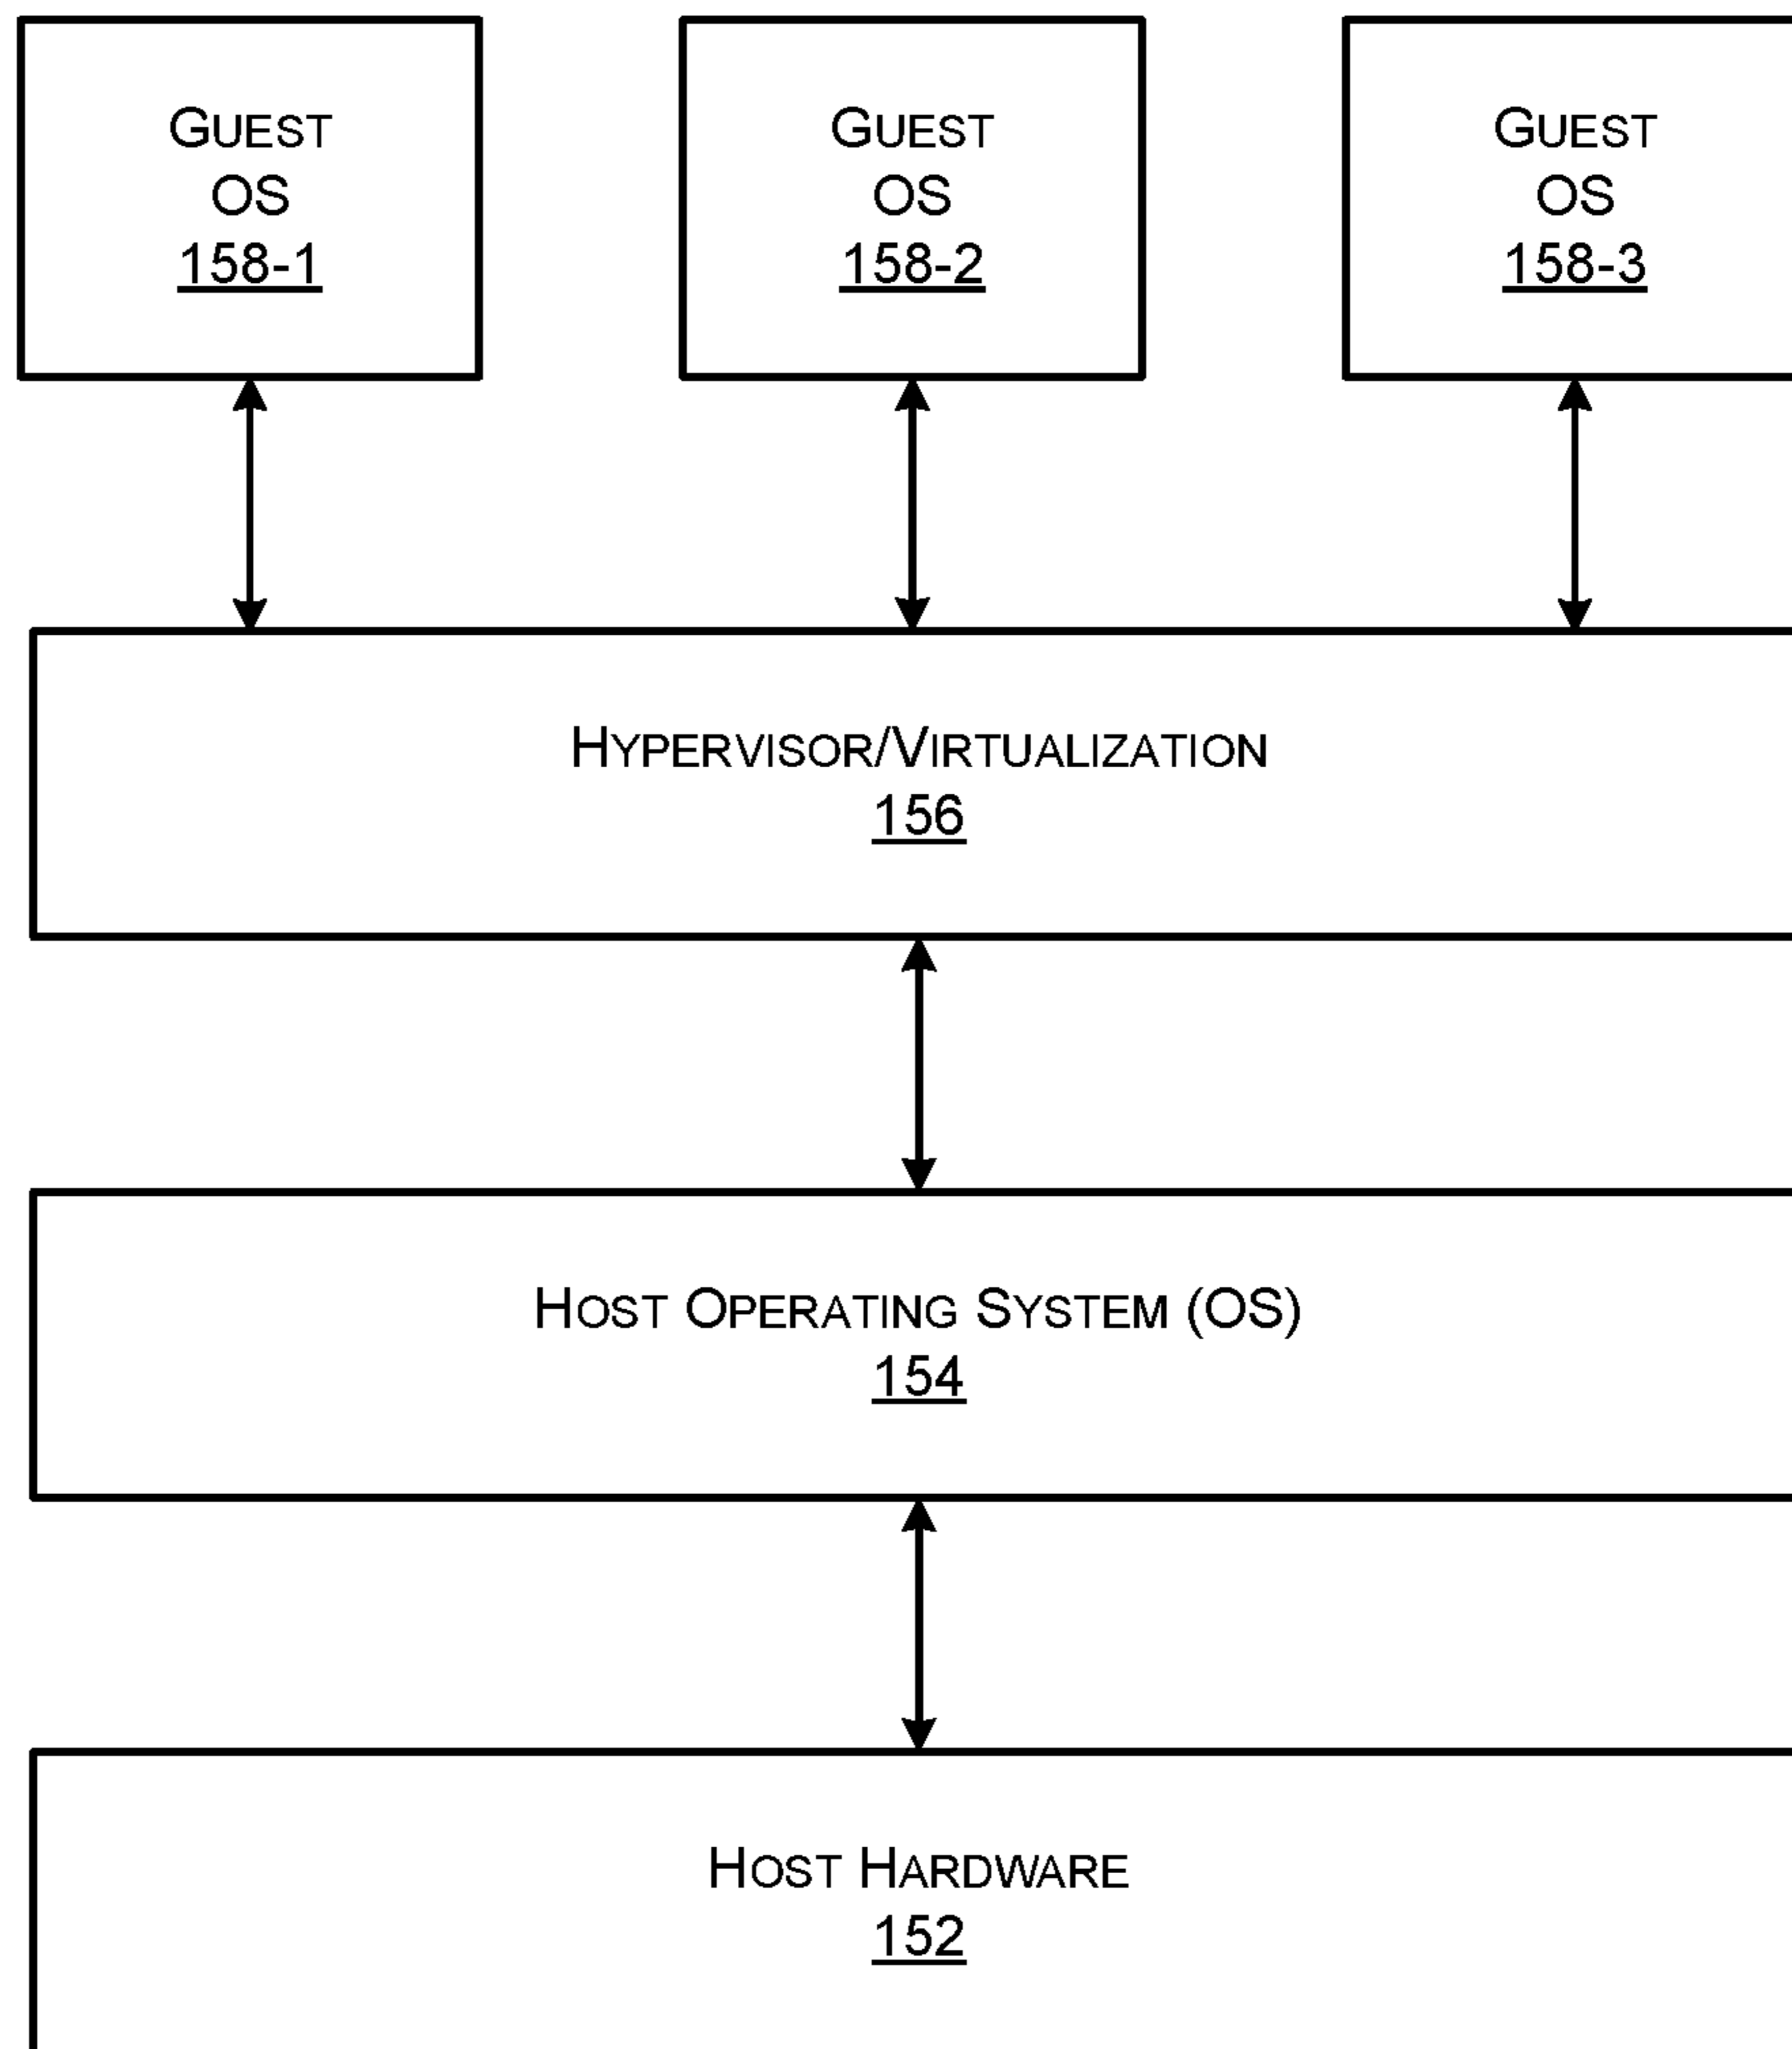 GUEST
OS
158-1
GUEST
OS
158-2
GUEST
OS
158-3
HYPERVISOR/VIRTUALIZATION
156
HOST OPERATING SYSTEM (OS)
154
HOST HARDWARE
152